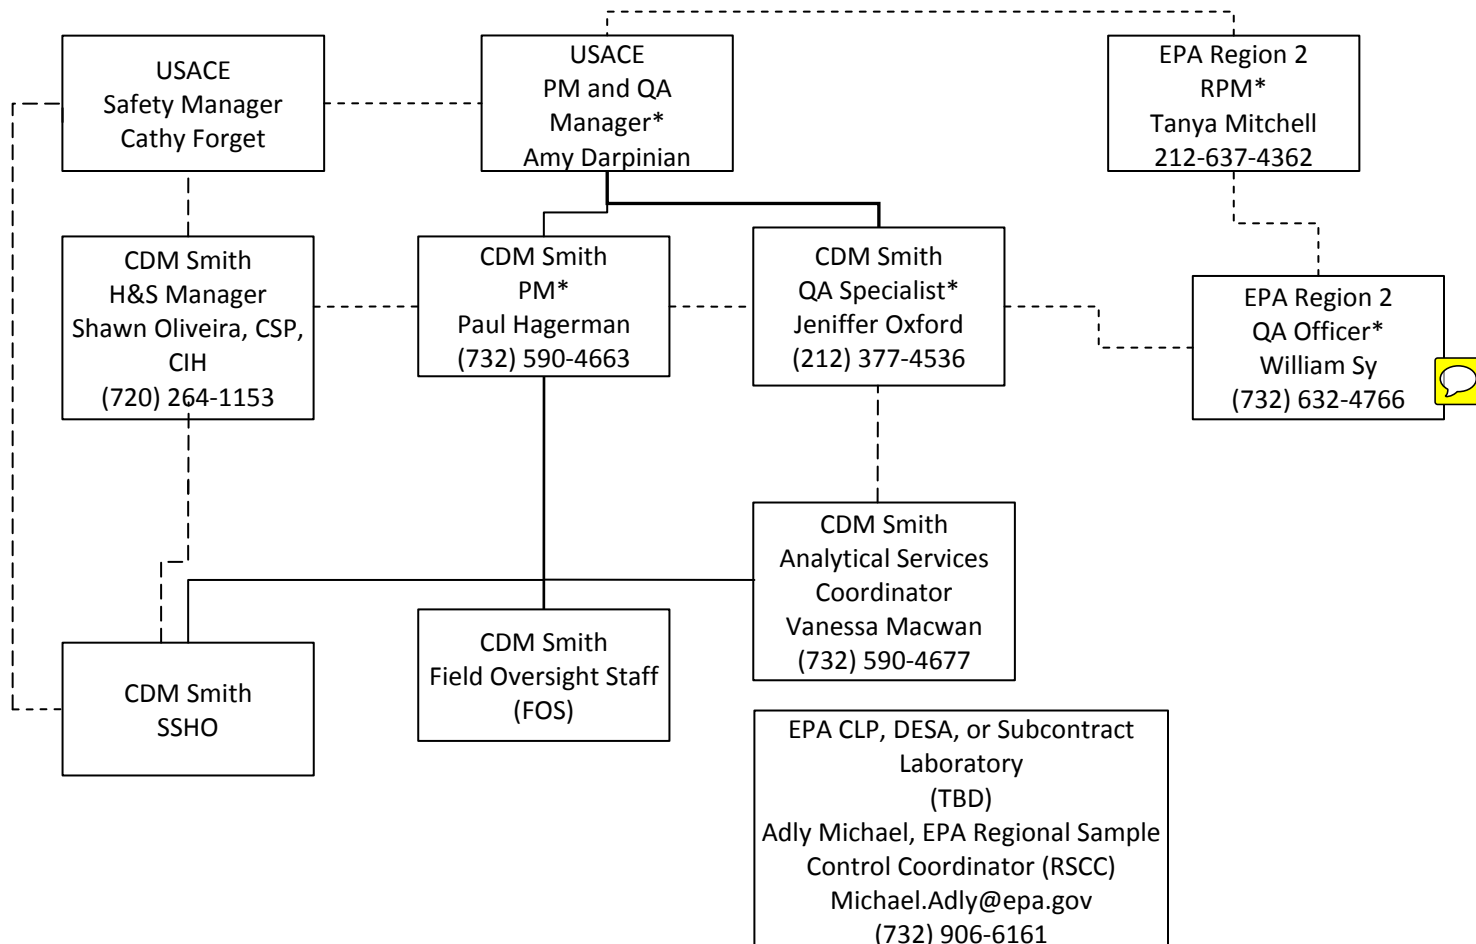 USACE
Safety Manager
Cathy Forget
USACE
PM and QA
Manager*
Amy Darpinian
EPA Region 2
RPM*
Tanya Mitchell
212-637-4362
CDM Smith
H&S Manager
Shawn Oliveira, CSP,
CIH
(720) 264-1153
CDM Smith
PM*
Paul Hagerman
(732) 590-4663
CDM Smith
QA Specialist*
Jeniffer Oxford
(212) 377-4536
EPA Region 2
QA Officer*
William Sy
(732) 632-4766
CDM Smith
SSHO
CDM Smith
Field Oversight Staff
(FOS)
CDM Smith
Analytical Services
Coordinator
Vanessa Macwan
(732) 590-4677
EPA CLP, DESA, or Subcontract
Laboratory
(TBD)
Adly Michael, EPA Regional Sample
Control Coordinator (RSCC)
Michael.Adly@epa.gov
(732) 906-6161